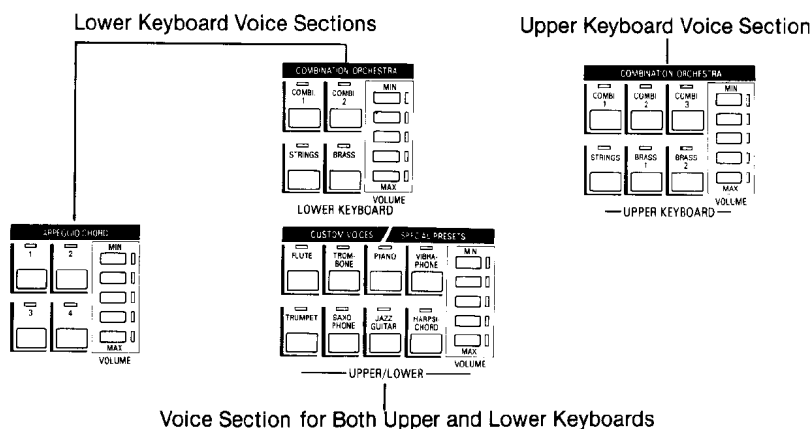 Lower Keyboard Voice Sections
Upper Keyboard Voice Section
COMBINATION ORCHESTRA
COMBI. 1
COMBI 2
MIN
STRINGS
BRASS
MAX
VOLUME
LOWER KEYBOARD
COMBINATION ORCHESTRA
COMBI 1
COMBI 2
COMBI 3
MIN
STRINGS
BRASS 1
BRASS 2
MAX
VOLUME
UPPER KEYBOARD
ARPEGGIO CHORD
1
2
MIN
3
4
MAX
VOLUME
CUSTOM VOICES / SPECIAL PRESETS
FLUTE
TROM-
BONE
PIANO
VIBRA-
PHONE
MIN
TRUMPET
SAXO
PHONE
JAZZ
GUITAR
HARPSI-
CHORD
MAX
VOLUME
UPPER/LOWER
Voice Section for Both Upper and Lower Keyboards